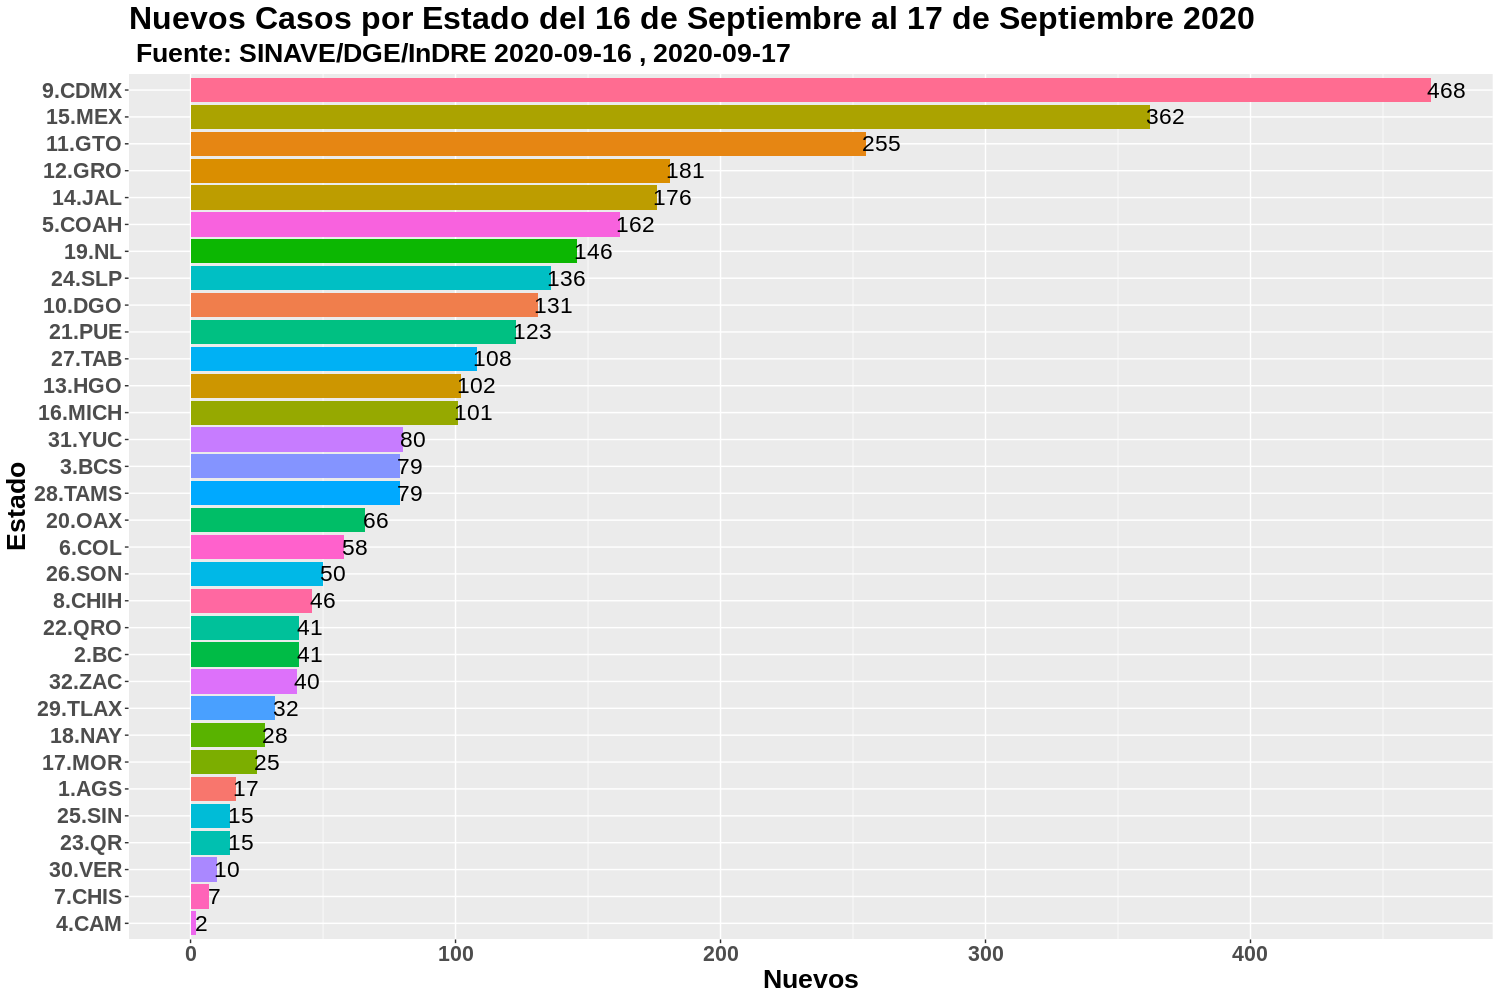 Nuevos Casos por Estado del 16 de Septiembre al 17 de Septiembre 2020
Fuente: SINAVE/DGE/InDRE 2020-09-16 , 2020-09-17
Estado
9.CDMX 468
15.MEX 362
11.GTO 255
12.GRO 181
14.JAL 176
5.COAH 162
19.NL 146
24.SLP 136
10.DGO 131
21.PUE 123
27.TAB 108
13.HGO 102
16.MICH 101
31.YUC 80
3.BCS 79
28.TAMS 79
20.OAX 66
6.COL 58
26.SON 50
8.CHIH 46
22.QRO 41
2.BC 41
32.ZAC 40
29.TLAX 32
18.NAY 28
17.MOR 25
1.AGS 17
25.SIN 15
23.QR 15
30.VER 10
7.CHIS 7
4.CAM 2
0 100 200 300 400
Nuevos